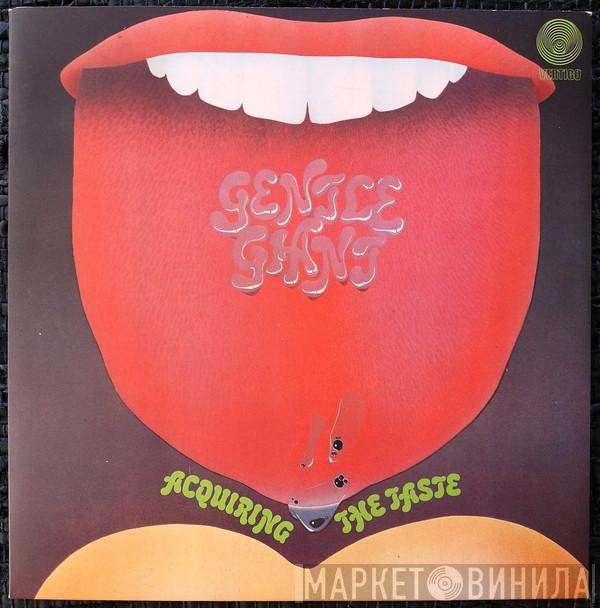 VERTIGO
GENTLE
GIANT
ACQUIRING
THE TASTE
МАРКЕТ ВИНИЛА